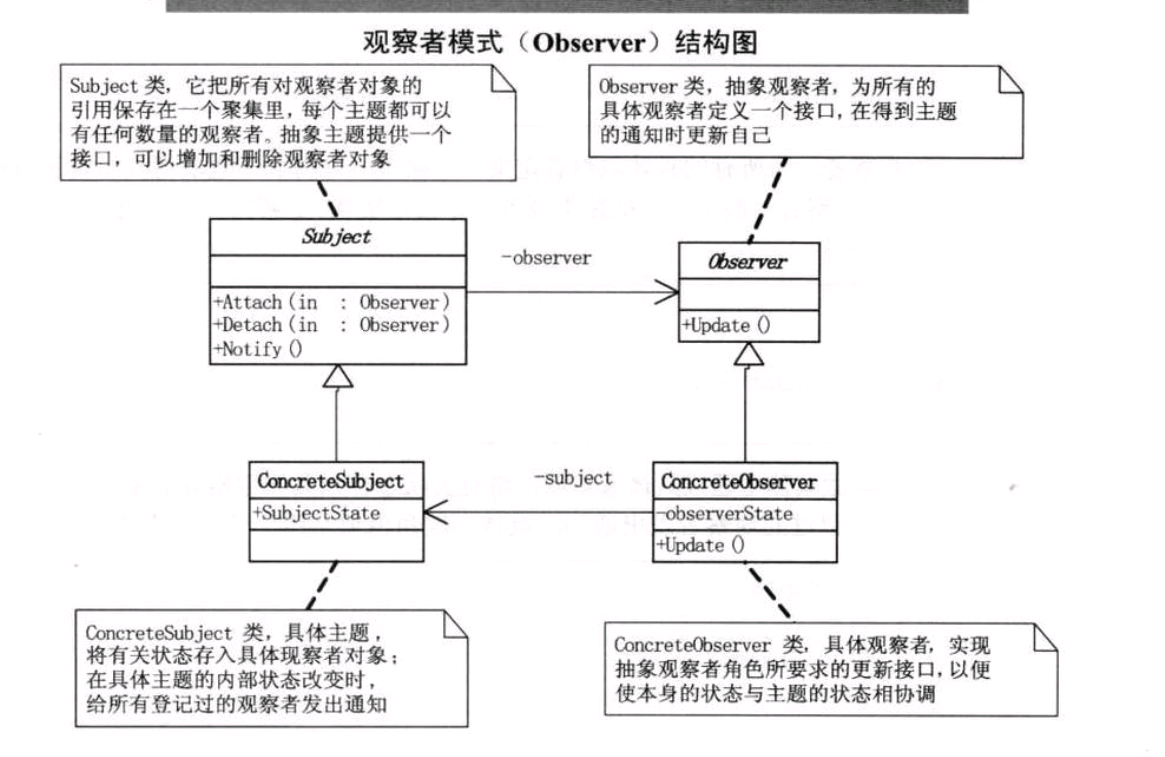 观察者模式（Observer）结构图
Subject 类，它把所有对观察者对象的
引用保存在一个聚集里，每个主题都可以
有任何数量的观察者。抽象主题提供一个
接口，可以增加和删除观察者对象
Observer 类，抽象观察者，为所有的
具体观察者定义一个接口，在得到主题
的通知时更新自己
Subject
+Attach(in : Observer)
+Detach(in : Observer)
+Notify()
-observer
Observer
+Update()
ConcreteSubject
+SubjectState
-subject
ConcreteObserver
-observerState
+Update()
ConcreteSubject 类，具体主题，
将有关状态存入具体现察者对象；
在具体主题的内部状态改变时，
给所有登记过的观察者发出通知
ConcreteObserver 类，具体观察者，实现
抽象观察者角色所要求的更新接口，以便
使本身的状态与主题的状态相协调